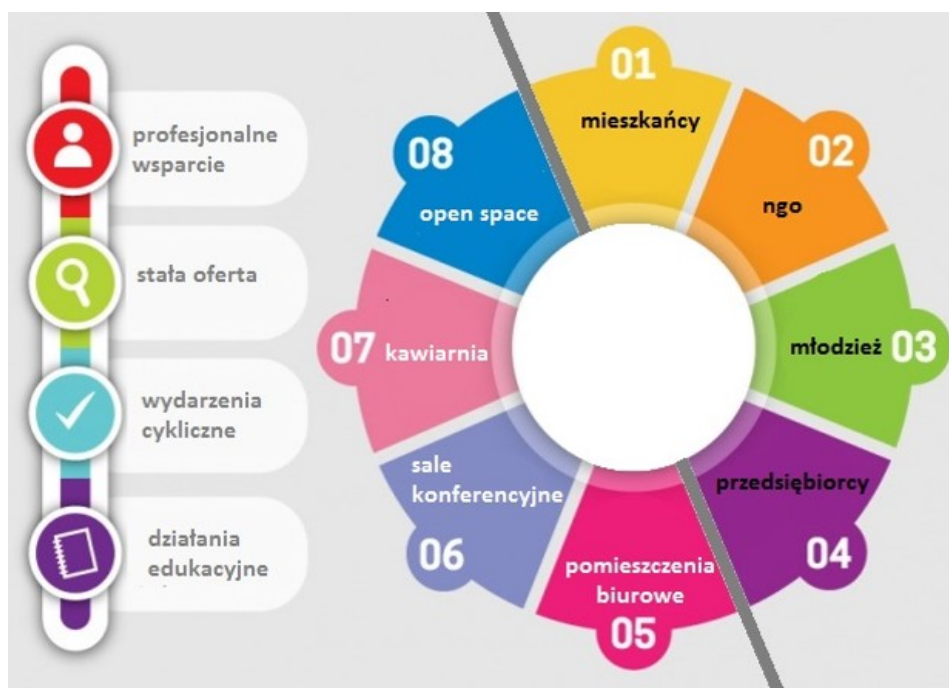 profesjonalne
wsparcie
stała oferta
wydarzenia
cykliczne
działania
edukacyjne
01
mieszkańcy
02
ngo
młodzież 03
przedsiębiorcy
04
pomieszczenia
biurowe
05
sale
konferencyjne
06
07 kawiarnia
08
open space